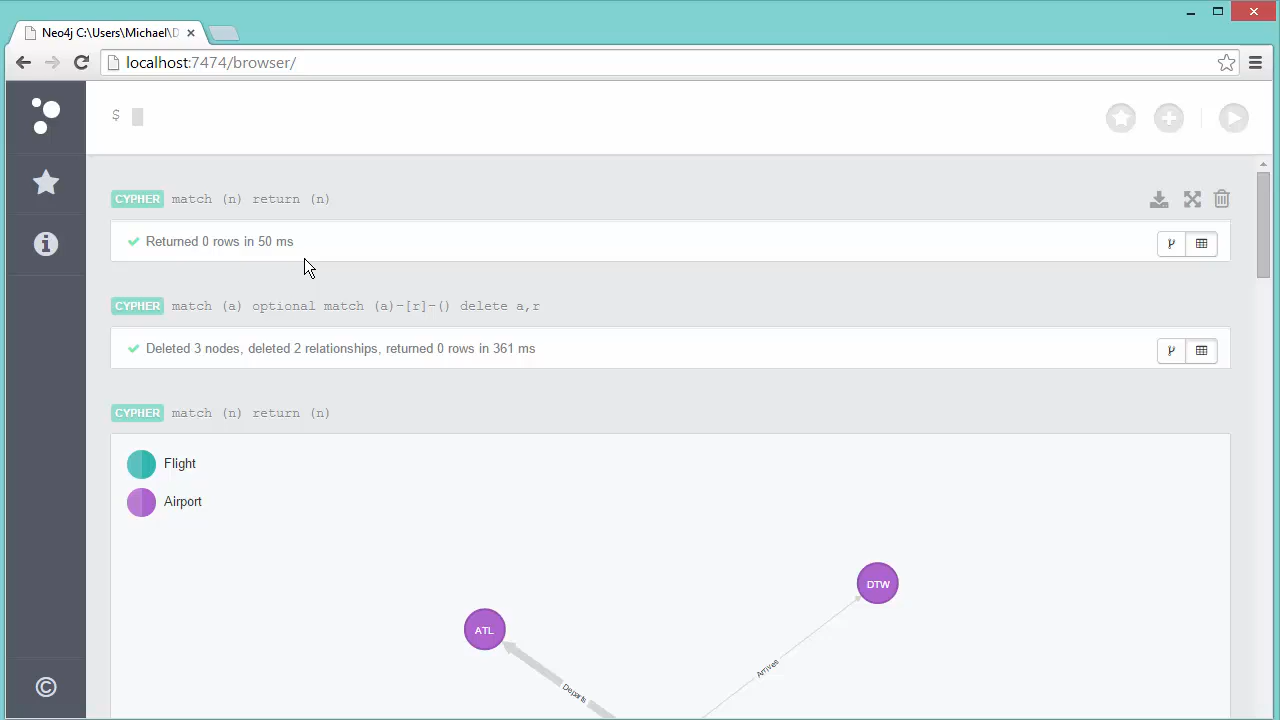 Neo4j C:\Users\Michael\D
localhost:7474/browser/
$
CYPHER match (n) return (n)
Returned 0 rows in 50 ms
CYPHER match (a) optional match (a)-[r]-() delete a,r
Deleted 3 nodes, deleted 2 relationships, returned 0 rows in 361 ms
CYPHER match (n) return (n)
Flight
Airport
DTW
ATL
Arrives
Departs